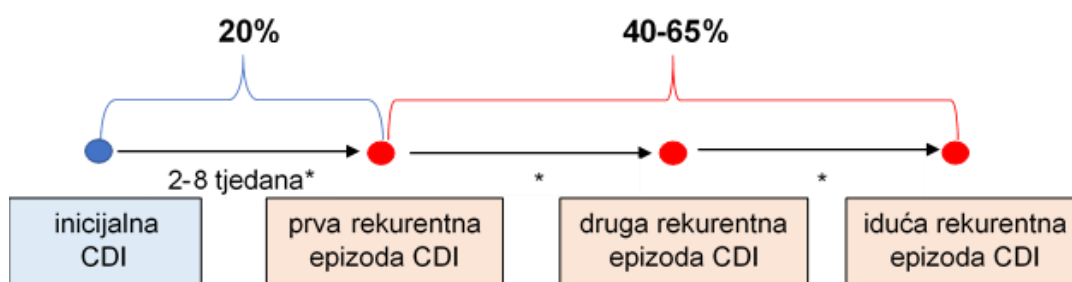 20%
40-65%
2-8 tjedana*
*
*
inicijalna
CDI
prva rekurentna
epizoda CDI
druga rekurentna
epizoda CDI
iduća rekurentna
epizoda CDI